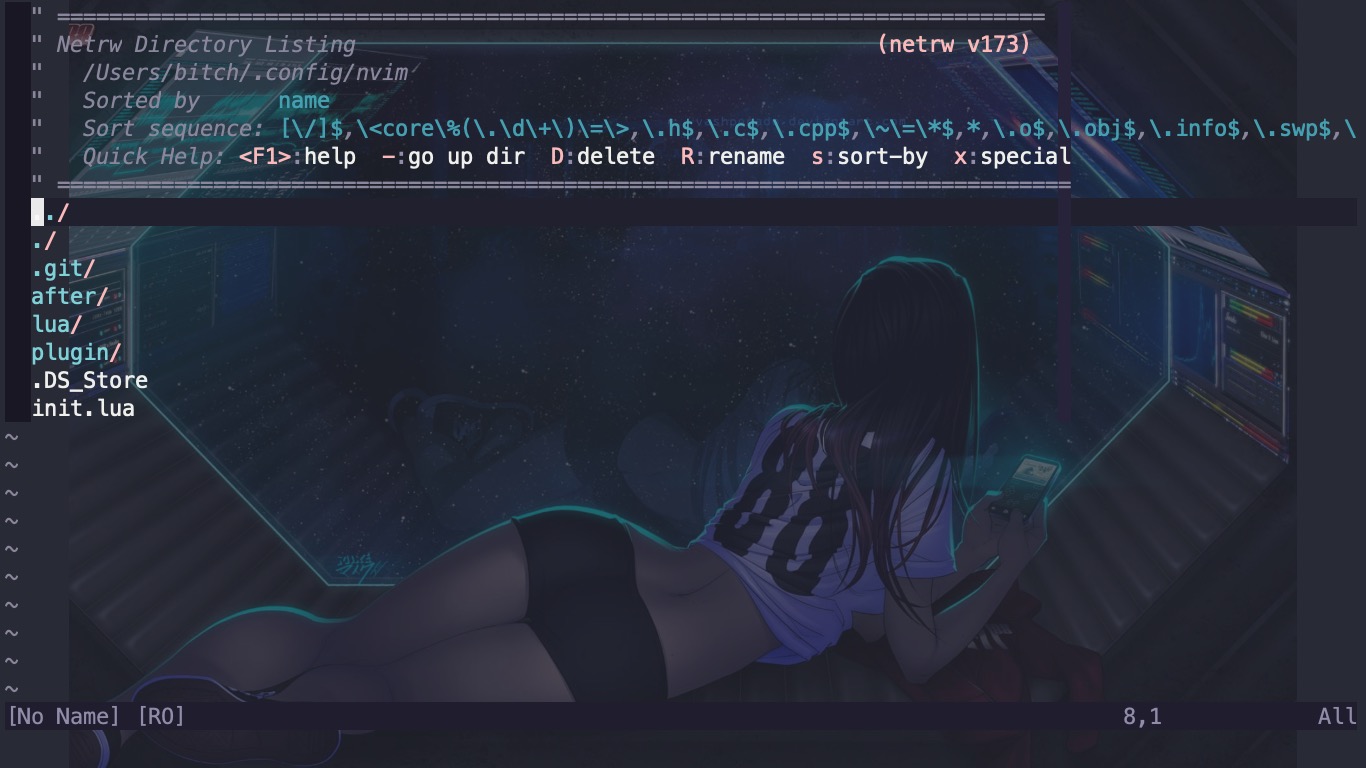 " ============================================================================
" Netrw Directory Listing                                        (netrw v173)
"   /Users/bitch/.config/nvim
"   Sorted by      name
"   Sort sequence: [\/]$,\<core\%(\.\d\+\)\=\>,\.h$,\.c$,\.cpp$,\~\=\*$,*,\.o$,\.obj$,\.info$,\.swp$,\
"   Quick Help: <F1>:help  -:go up dir  D:delete  R:rename  s:sort-by  x:special
" ==============================================================================
../
./
.git/
after/
lua/
plugin/
.DS_Store
init.lua
~
~
~
~
~
~
~
~
~
~
[No Name] [RO]                                                                        8,1            All